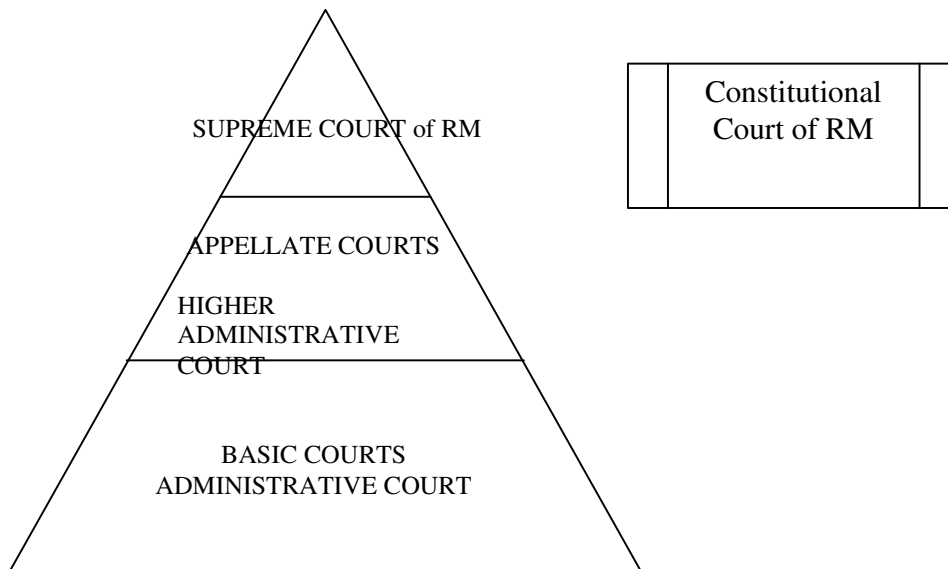 SUPREME COURT of RM
Constitutional
Court of RM
APPELLATE COURTS
HIGHER
ADMINISTRATIVE
COURT
BASIC COURTS
ADMINISTRATIVE COURT